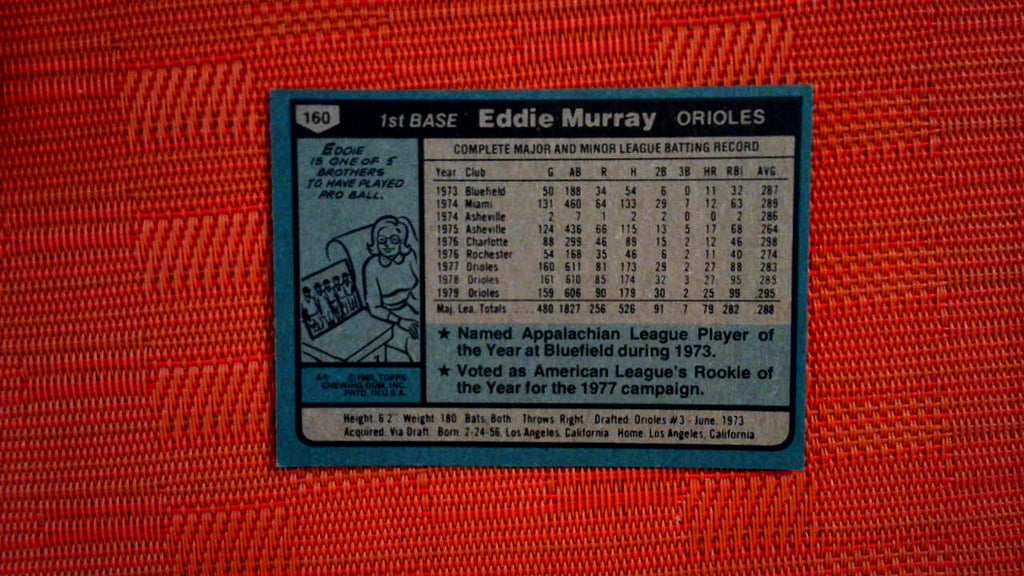 160 1st BASE Eddie Murray ORIOLES
EDDIE
IS ONE OF 5
BROTHERS
TO HAVE PLAYED
PRO BALL.
COMPLETE MAJOR AND MINOR LEAGUE BATTING RECORD
Year Club G AB R H 2B 3B HR RBI AVG
1973 Bluefield 50 188 34 54 6 0 11 32 .287
1974 Miami 131 460 64 133 29 7 12 63 .289
1974 Asheville 2 7 1 2 2 0 0 2 .286
1975 Asheville 124 436 66 115 13 5 17 68 .264
1976 Charlotte 88 299 46 89 15 2 12 46 .298
1976 Rochester 54 168 35 46 6 2 11 40 .274
1977 Orioles 160 611 81 173 29 2 27 88 .283
1978 Orioles 161 610 85 174 32 3 27 95 .285
1979 Orioles 159 606 90 179 30 2 25 99 .295
Maj. Lea. Totals .... 480 1827 256 526 91 7 79 282 .288
★ Named Appalachian League Player of
the Year at Bluefield during 1973.
★ Voted as American League's Rookie of
the Year for the 1977 campaign.
©1980 TOPPS
CHEWING GUM, INC.
PRTD. IN U.S.A.
Height: 6'2" Weight: 180 Bats: Both Throws: Right Drafted: Orioles #3 - June, 1973
Acquired: Via Draft Born: 2-24-56, Los Angeles, California Home: Los Angeles, California